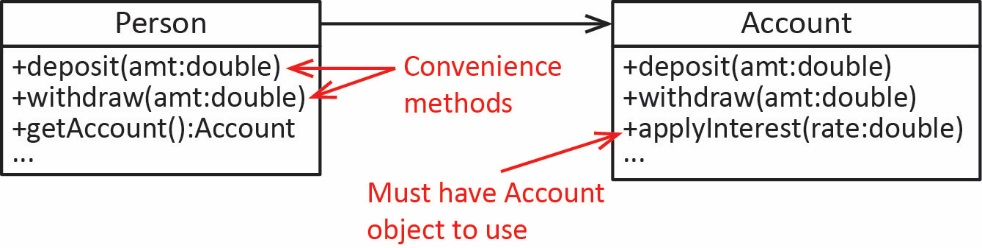 Person
+deposit(amt:double)
+withdraw(amt:double)
+getAccount():Account
...
Convenience
methods
Must have Account
object to use
Account
+deposit(amt:double)
+withdraw(amt:double)
+applyInterest(rate:double)
...